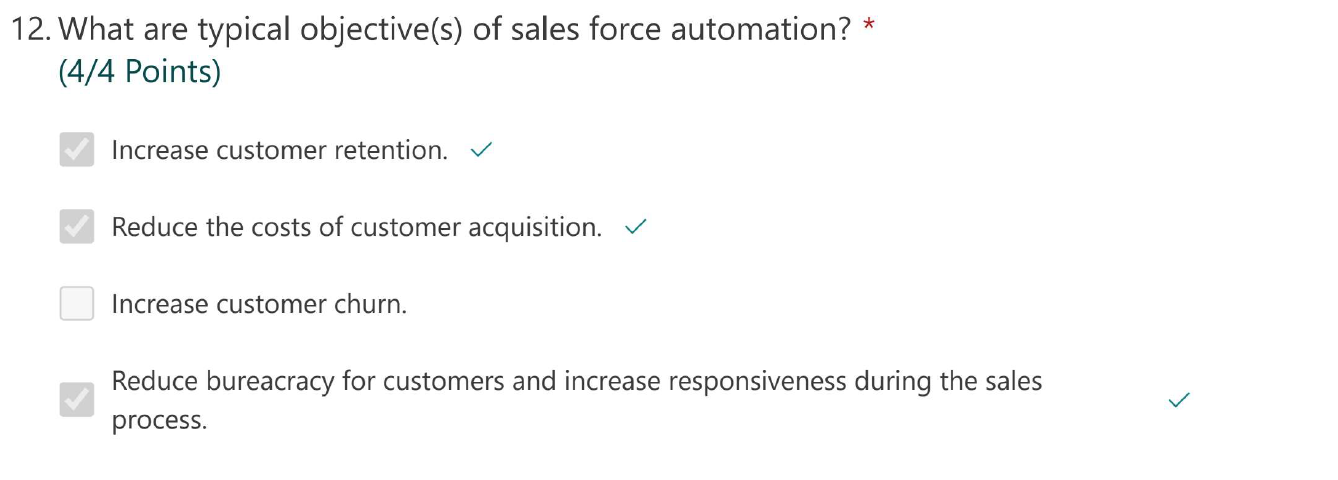 12. What are typical objective(s) of sales force automation? *
(4/4 Points)
Increase customer retention.
Reduce the costs of customer acquisition.
Increase customer churn.
Reduce bureacracy for customers and increase responsiveness during the sales
process.